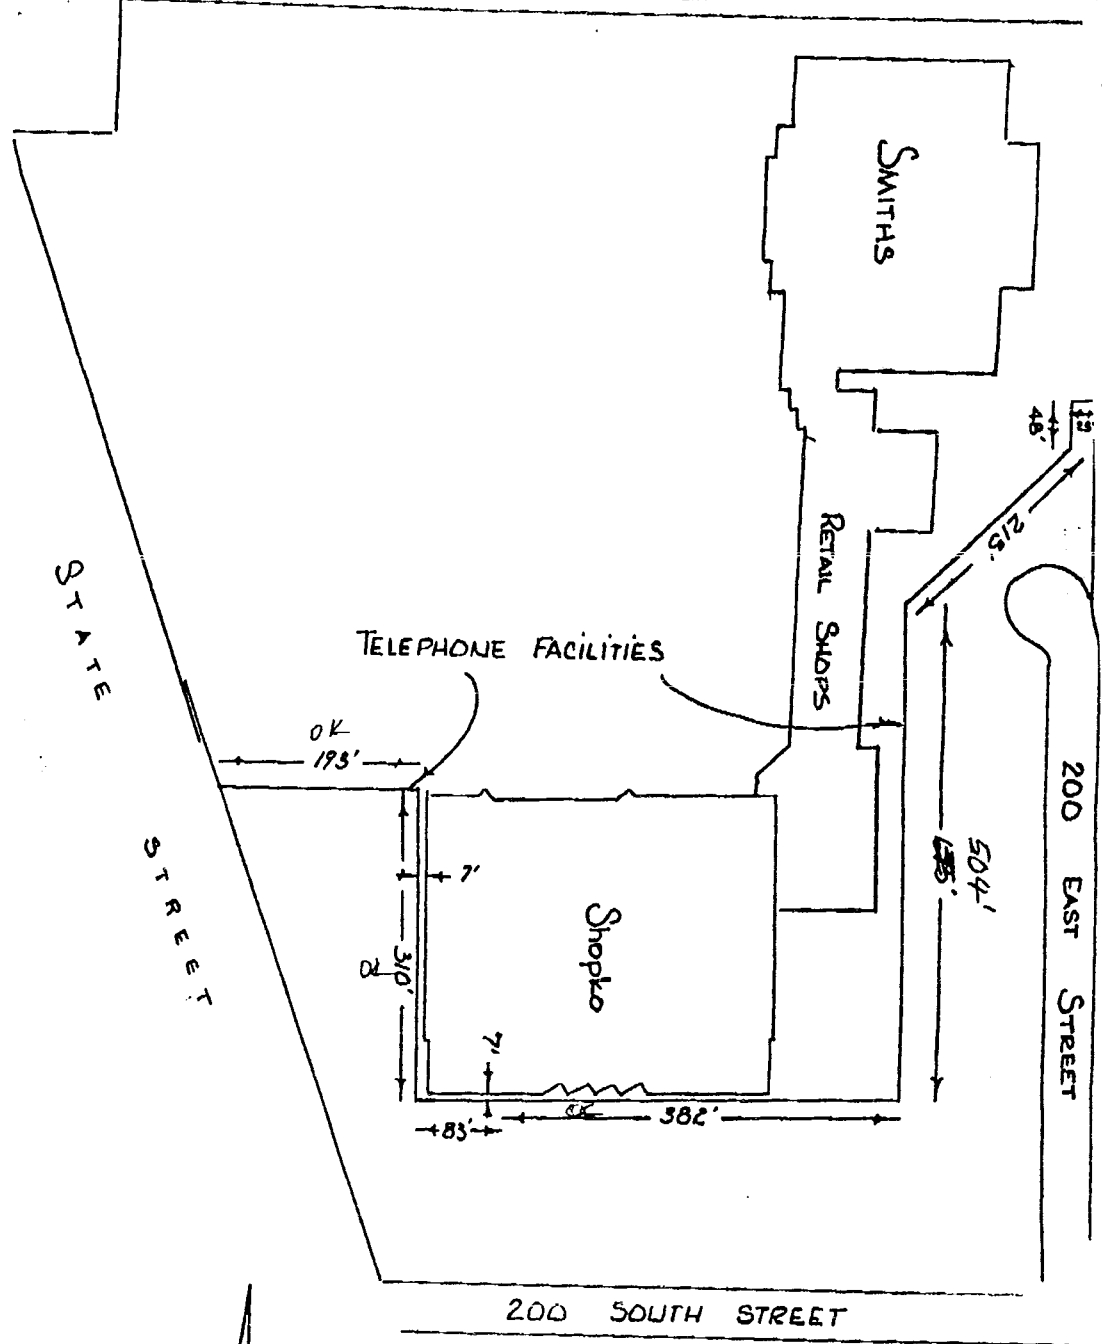 SMITHS
48'
215'
RETAIL SHOPS
STATE STREET
TELEPHONE FACILITIES
OK
193'
7'
504'
200 EAST STREET
310'
OK
Shopko
7'
OK
382'
83'
200 SOUTH STREET